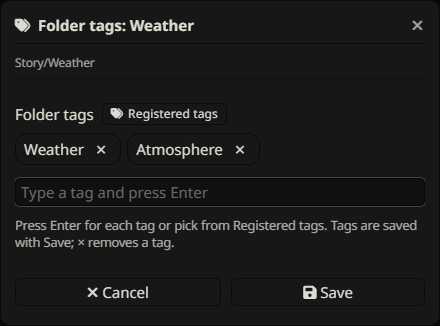 Folder tags: Weather ×
Story/Weather
Folder tags Registered tags
Weather × Atmosphere ×
Type a tag and press Enter
Press Enter for each tag or pick from Registered tags. Tags are saved
with Save; × removes a tag.
× Cancel Save